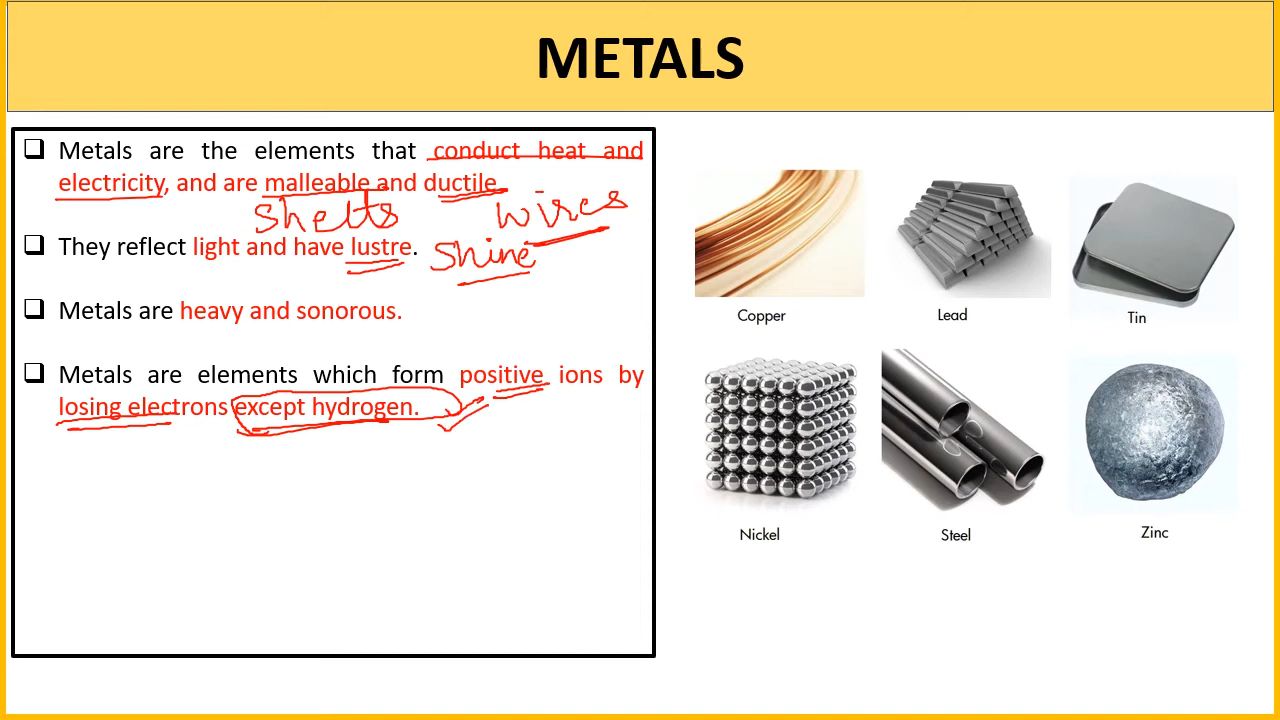 METALS
Metals are the elements that conduct heat and
electricity, and are malleable and ductile.
shelts wires
They reflect light and have lustre. shine
Metals are heavy and sonorous.
Metals are elements which form positive ions by
losing electrons except hydrogen.
Copper Lead Tin
Nickel Steel Zinc